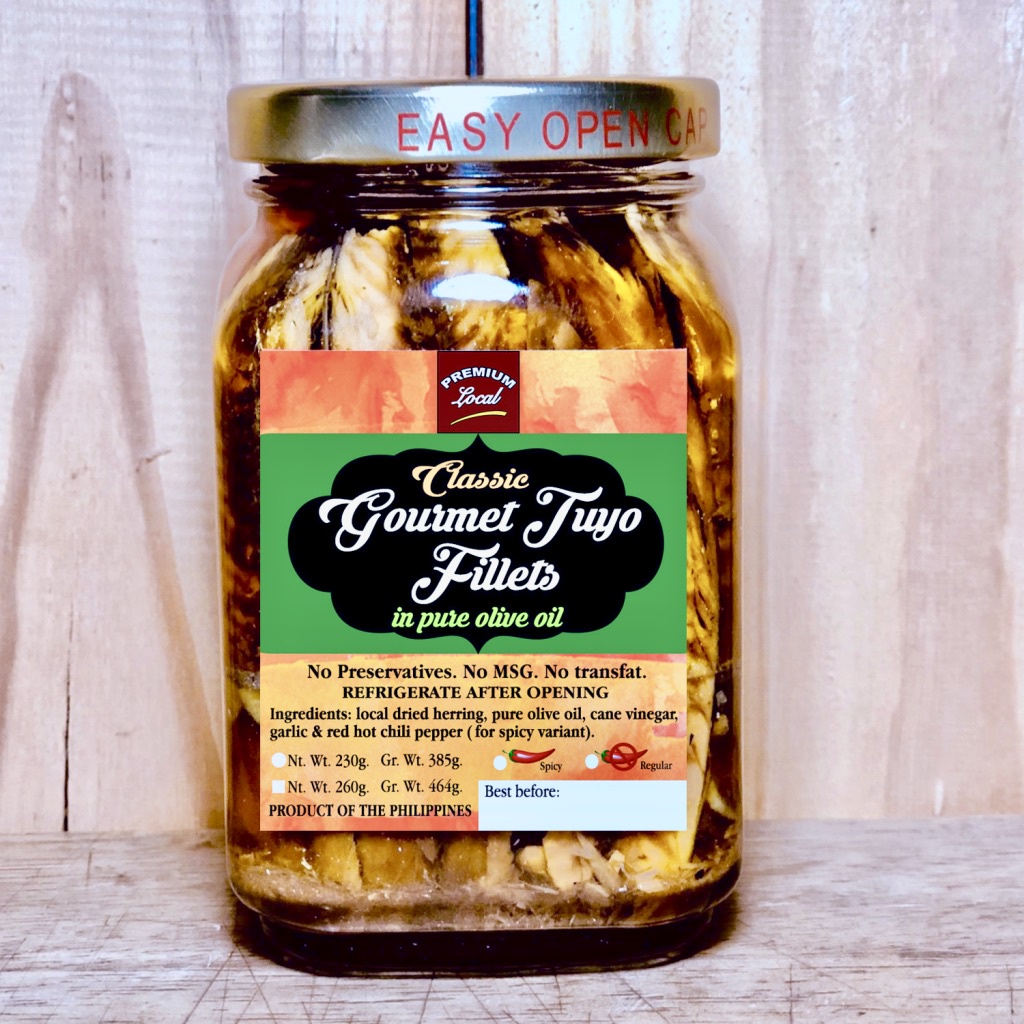 EASY OPEN CAP
PREMIUM
Local
Classic
Gourmet Tuyo
Fillets
in pure olive oil
No Preservatives. No MSG. No transfat.
REFRIGERATE AFTER OPENING
Ingredients: local dried herring, pure olive oil, cane vinegar,
garlic & red hot chili pepper ( for spicy variant).
Nt. Wt. 230g. Gr. Wt. 385g. Spicy Regular
Nt. Wt. 260g. Gr. Wt. 464g. Best before:
PRODUCT OF THE PHILIPPINES